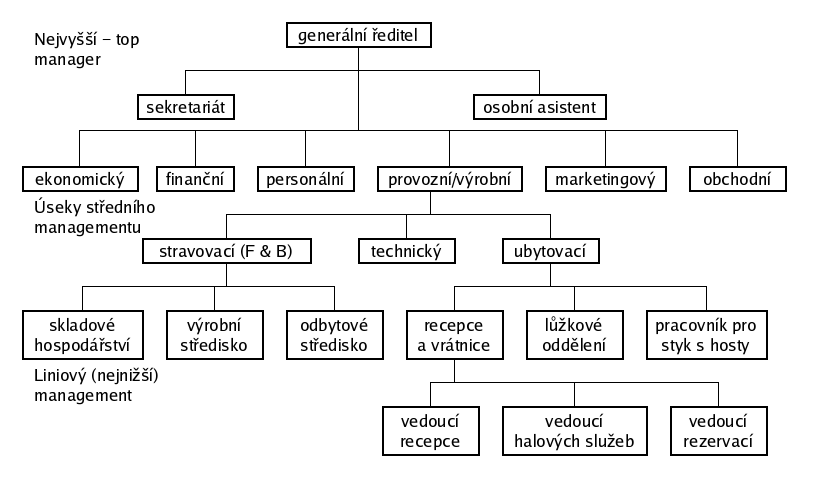 generální ředitel
Nejvyšší – top
manager
sekretariát
osobní asistent
ekonomický
finanční
personální
provozní/výrobní
marketingový
obchodní
Úseky středního
managementu
stravovací (F & B)
technický
ubytovací
skladové
hospodářství
výrobní
středisko
odbytové
středisko
recepce
a vrátnice
lůžkové
oddělení
pracovník pro
styk s hosty
Liniový (nejnižší)
management
vedoucí
recepce
vedoucí
halových služeb
vedoucí
rezervací